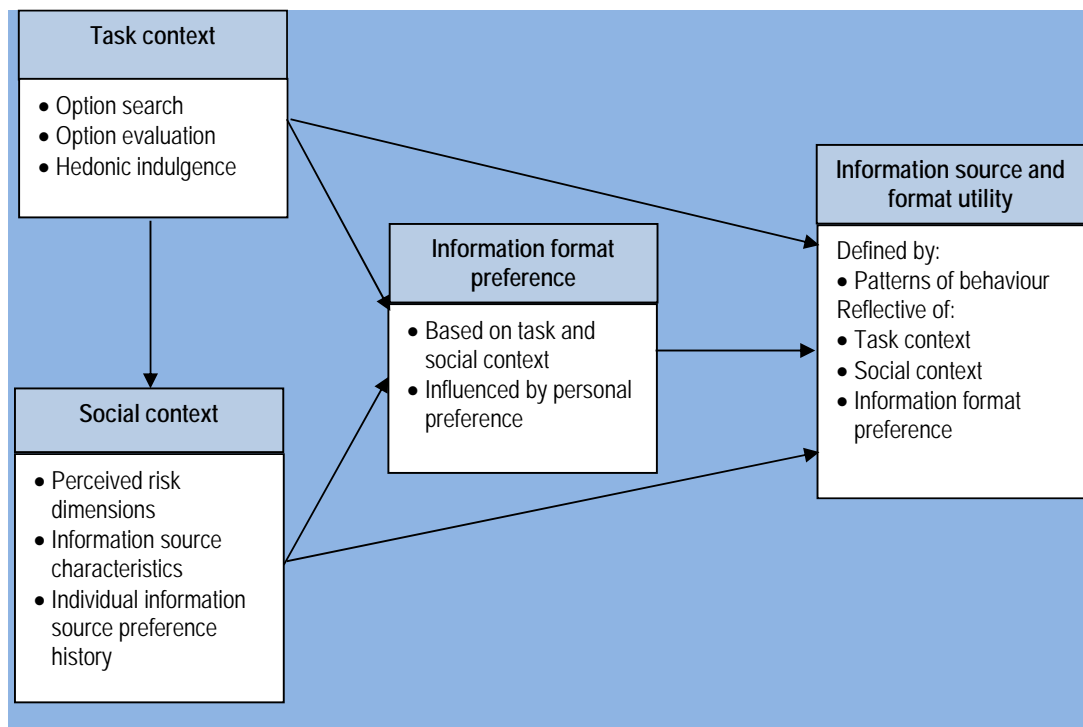 Task context
• Option search
• Option evaluation
• Hedonic indulgence
Social context
• Perceived risk
dimensions
• Information source
characteristics
• Individual information
source preference
history
Information format
preference
• Based on task and
social context
• Influenced by personal
preference
Information source and
format utility
Defined by:
• Patterns of behaviour
Reflective of:
• Task context
• Social context
• Information format
preference